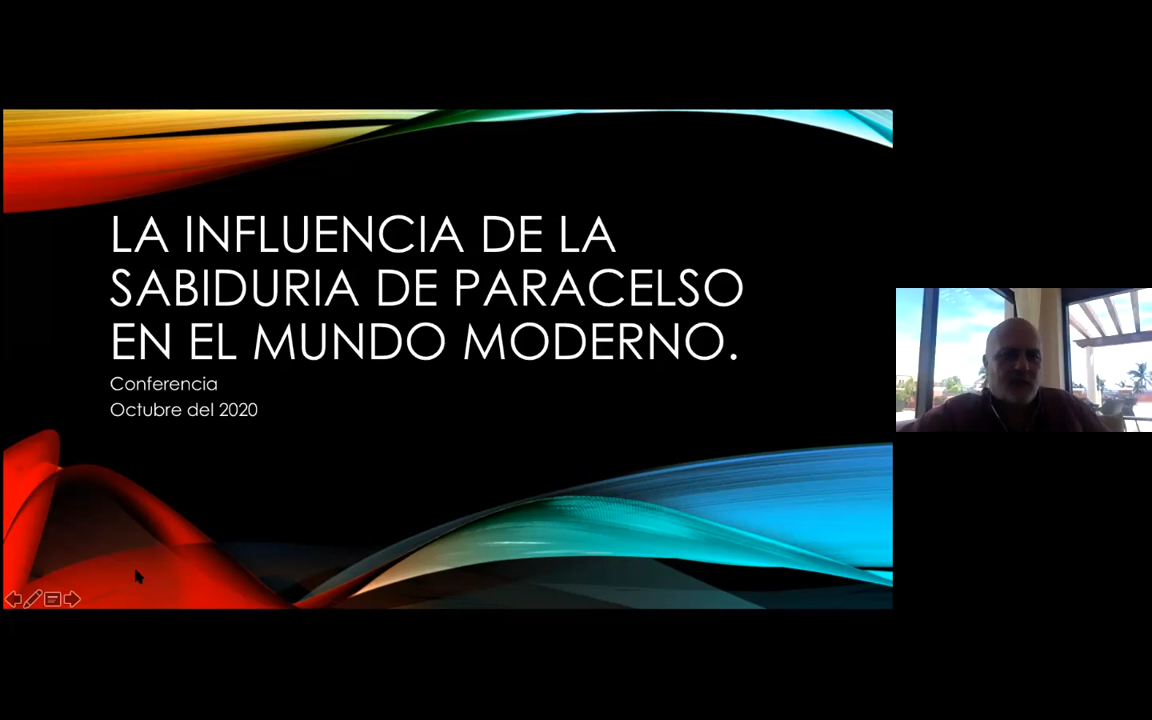 LA INFLUENCIA DE LA
SABIDURIA DE PARACELSO
EN EL MUNDO MODERNO.
Conferencia
Octubre del 2020